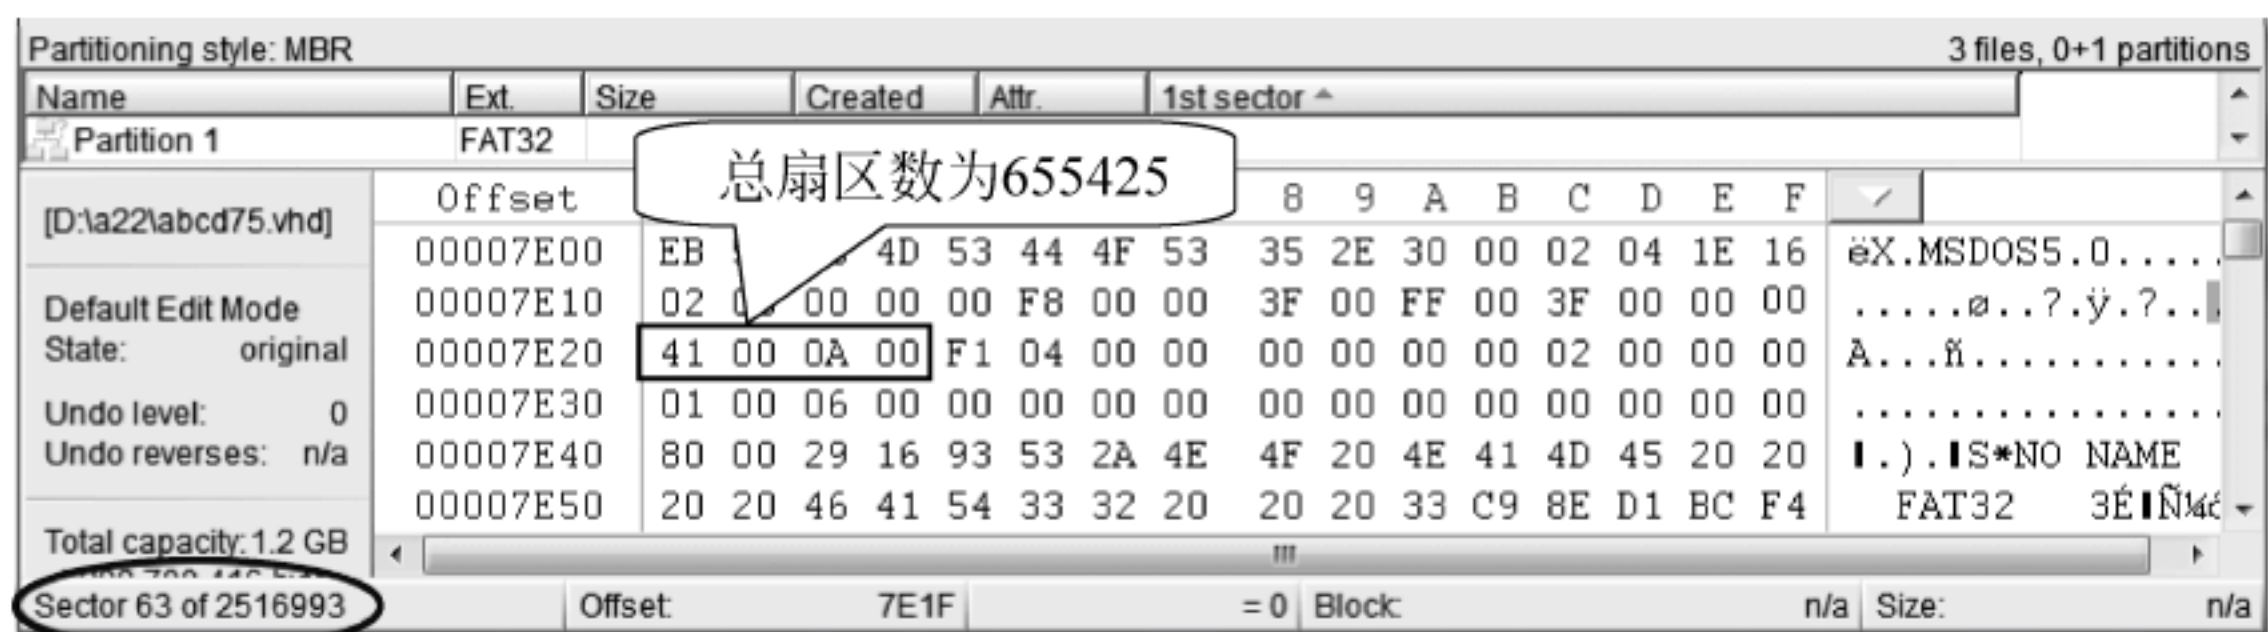 Partitioning style: MBR 3 files, 0+1 partitions
Name Ext. Size Created Attr. 1st sector
Partition 1 FAT32
总扇区数为655425
[D:\a22\abcd75.vhd]
Default Edit Mode
State: original
Undo level: 0
Undo reverses: n/a
Total capacity: 1.2 GB
Offset 8 9 A B C D E F
00007E00 EB 4D 53 44 4F 53 35 2E 30 00 02 04 1E 16 ëX.MSDOS5.0.....
00007E10 02 00 00 00 F8 00 00 3F 00 FF 00 3F 00 00 00 .....ø..?.ÿ.?...
00007E20 41 00 0A 00 F1 04 00 00 00 00 00 00 02 00 00 00 A...ñ...........
00007E30 01 00 06 00 00 00 00 00 00 00 00 00 00 00 00 00 ................
00007E40 80 00 29 16 93 53 2A 4E 4F 20 4E 41 4D 45 20 20 ▌.).▌S*NO NAME
00007E50 20 20 46 41 54 33 32 20 20 20 33 C9 8E D1 BC F4 FAT32 3É▌Ñ¼
Sector 63 of 2516993 Offset: 7E1F = 0 Block: n/a Size: n/a